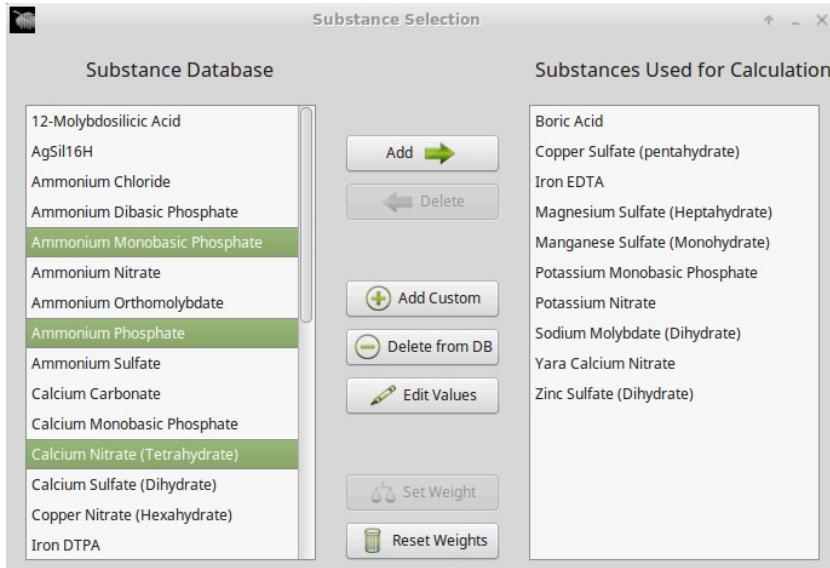 Substance Selection
Substance Database
12-Molybdosilicic Acid
AgSil16H
Ammonium Chloride
Ammonium Dibasic Phosphate
Ammonium Monobasic Phosphate
Ammonium Nitrate
Ammonium Orthomolybdate
Ammonium Phosphate
Ammonium Sulfate
Calcium Carbonate
Calcium Monobasic Phosphate
Calcium Nitrate (Tetrahydrate)
Calcium Sulfate (Dihydrate)
Copper Nitrate (Hexahydrate)
Iron DTPA
Add
Delete
Add Custom
Delete from DB
Edit Values
Set Weight
Reset Weights
Substances Used for Calculation
Boric Acid
Copper Sulfate (pentahydrate)
Iron EDTA
Magnesium Sulfate (Heptahydrate)
Manganese Sulfate (Monohydrate)
Potassium Monobasic Phosphate
Potassium Nitrate
Sodium Molybdate (Dihydrate)
Yara Calcium Nitrate
Zinc Sulfate (Dihydrate)